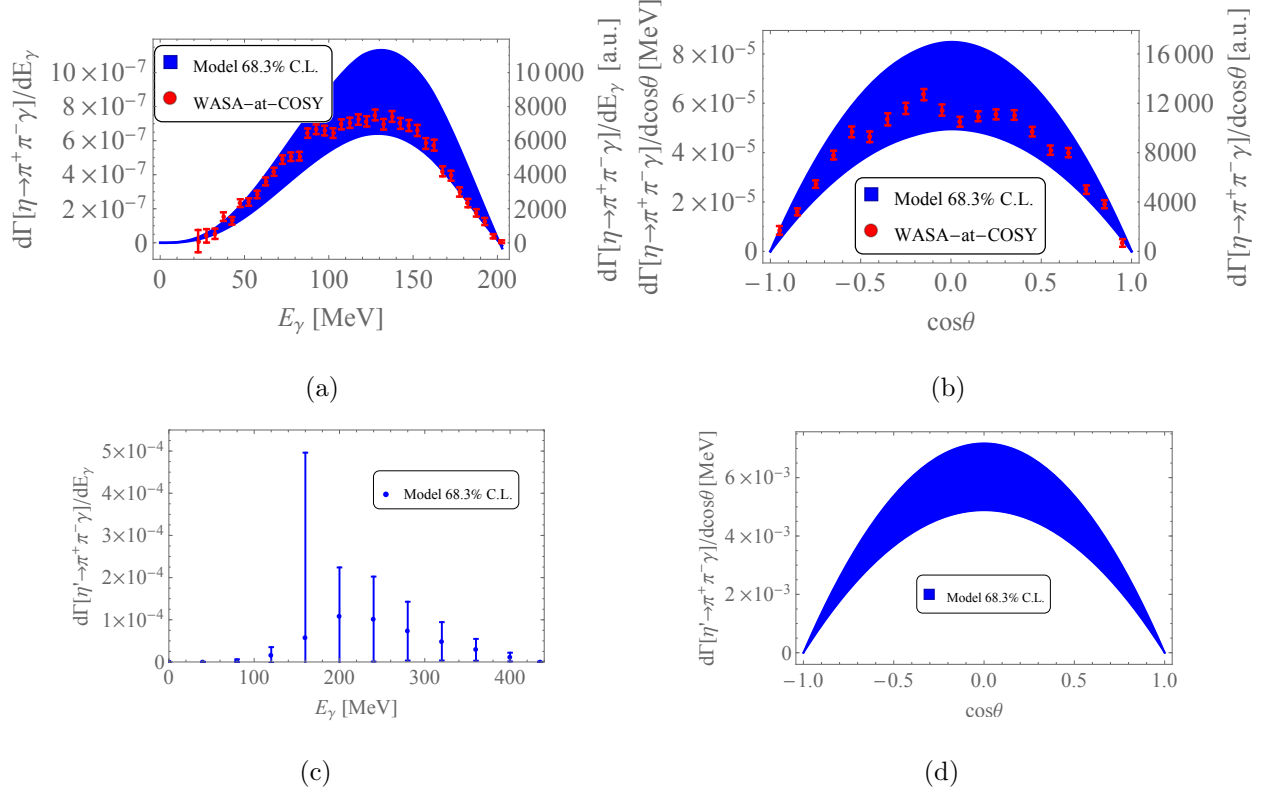 dΓ[η→π⁺π⁻γ]/dE_γ
10×10⁻⁷
8×10⁻⁷
6×10⁻⁷
4×10⁻⁷
2×10⁻⁷
0
Model 68.3% C.L.
WASA-at-COSY
10 000
8000
6000
4000
2000
0
dΓ[η→π⁺π⁻γ]/dE_γ [a.u.]
0 50 100 150 200
E_γ [MeV]
(a)
dΓ[η→π⁺π⁻γ]/dcosθ [MeV]
8×10⁻⁵
6×10⁻⁵
4×10⁻⁵
2×10⁻⁵
0
Model 68.3% C.L.
WASA-at-COSY
16 000
12 000
8000
4000
0
dΓ[η→π⁺π⁻γ]/dcosθ [a.u.]
−1.0 −0.5 0.0 0.5 1.0
cosθ
(b)
dΓ[η'→π⁺π⁻γ]/dE_γ
5×10⁻⁴
4×10⁻⁴
3×10⁻⁴
2×10⁻⁴
1×10⁻⁴
0
Model 68.3% C.L.
0 100 200 300 400
E_γ [MeV]
(c)
dΓ[η'→π⁺π⁻γ]/dcosθ [MeV]
6×10⁻³
4×10⁻³
2×10⁻³
0
Model 68.3% C.L.
−1.0 −0.5 0.0 0.5 1.0
cosθ
(d)